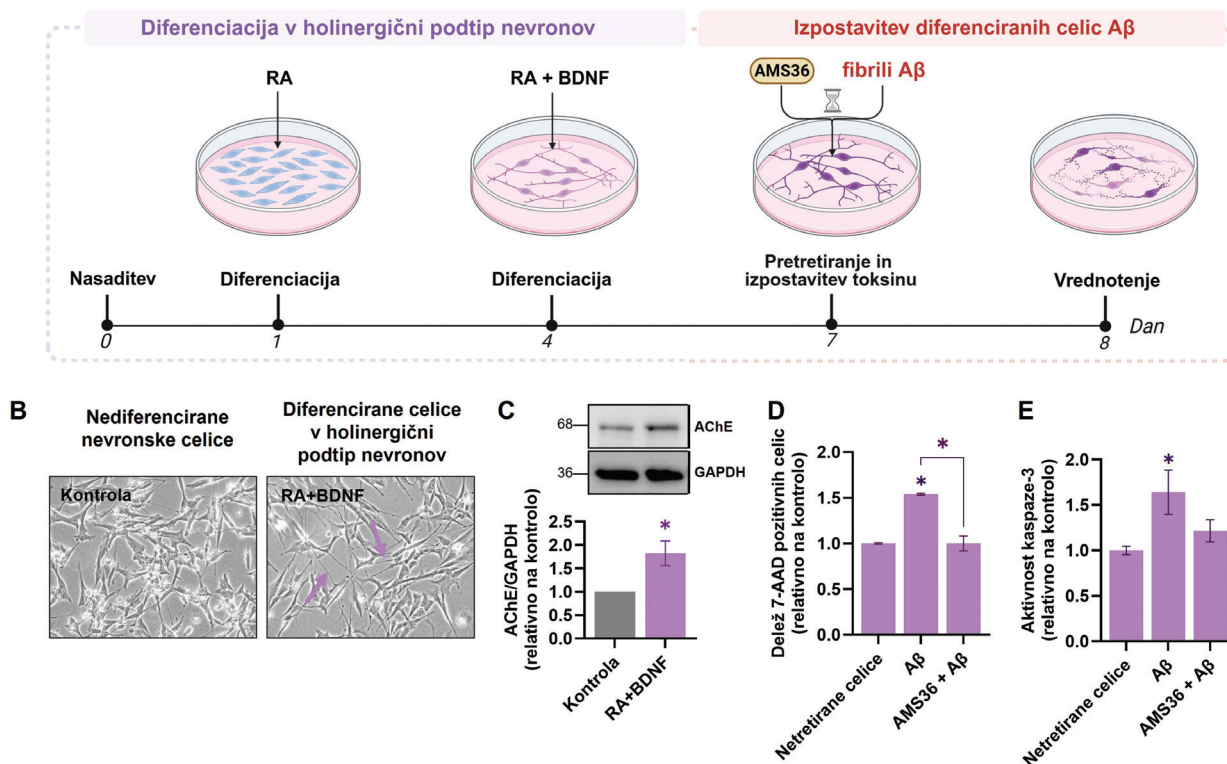 Diferenciacija v holinergični podtip nevronov
Izpostavitev diferenciranih celic Aβ
RA
RA + BDNF
AMS36
fibrili Aβ
Nasaditev
Diferenciacija
Diferenciacija
Pretretiranje in
izpostavitev toksinu
Vrednotenje
0
1
4
7
8
Dan
B
Nediferencirane
nevronske celice
Diferencirane celice
v holinergični
podtip nevronov
Kontrola
RA+BDNF
C
68
AChE
36
GAPDH
AChE/GAPDH
(relativno na kontrolo)
2.5
2.0
1.5
1.0
0.5
0.0
*
Kontrola
RA+BDNF
D
Delež 7-AAD pozitivnih celic
(relativno na kontrolo)
2.0
1.5
1.0
0.5
0.0
*
*
Netretirane celice
Aβ
AMS36 + Aβ
E
Aktivnost kaspaze-3
(relativno na kontrolo)
2.0
1.5
1.0
0.5
0.0
*
Netretirane celice
Aβ
AMS36 + Aβ